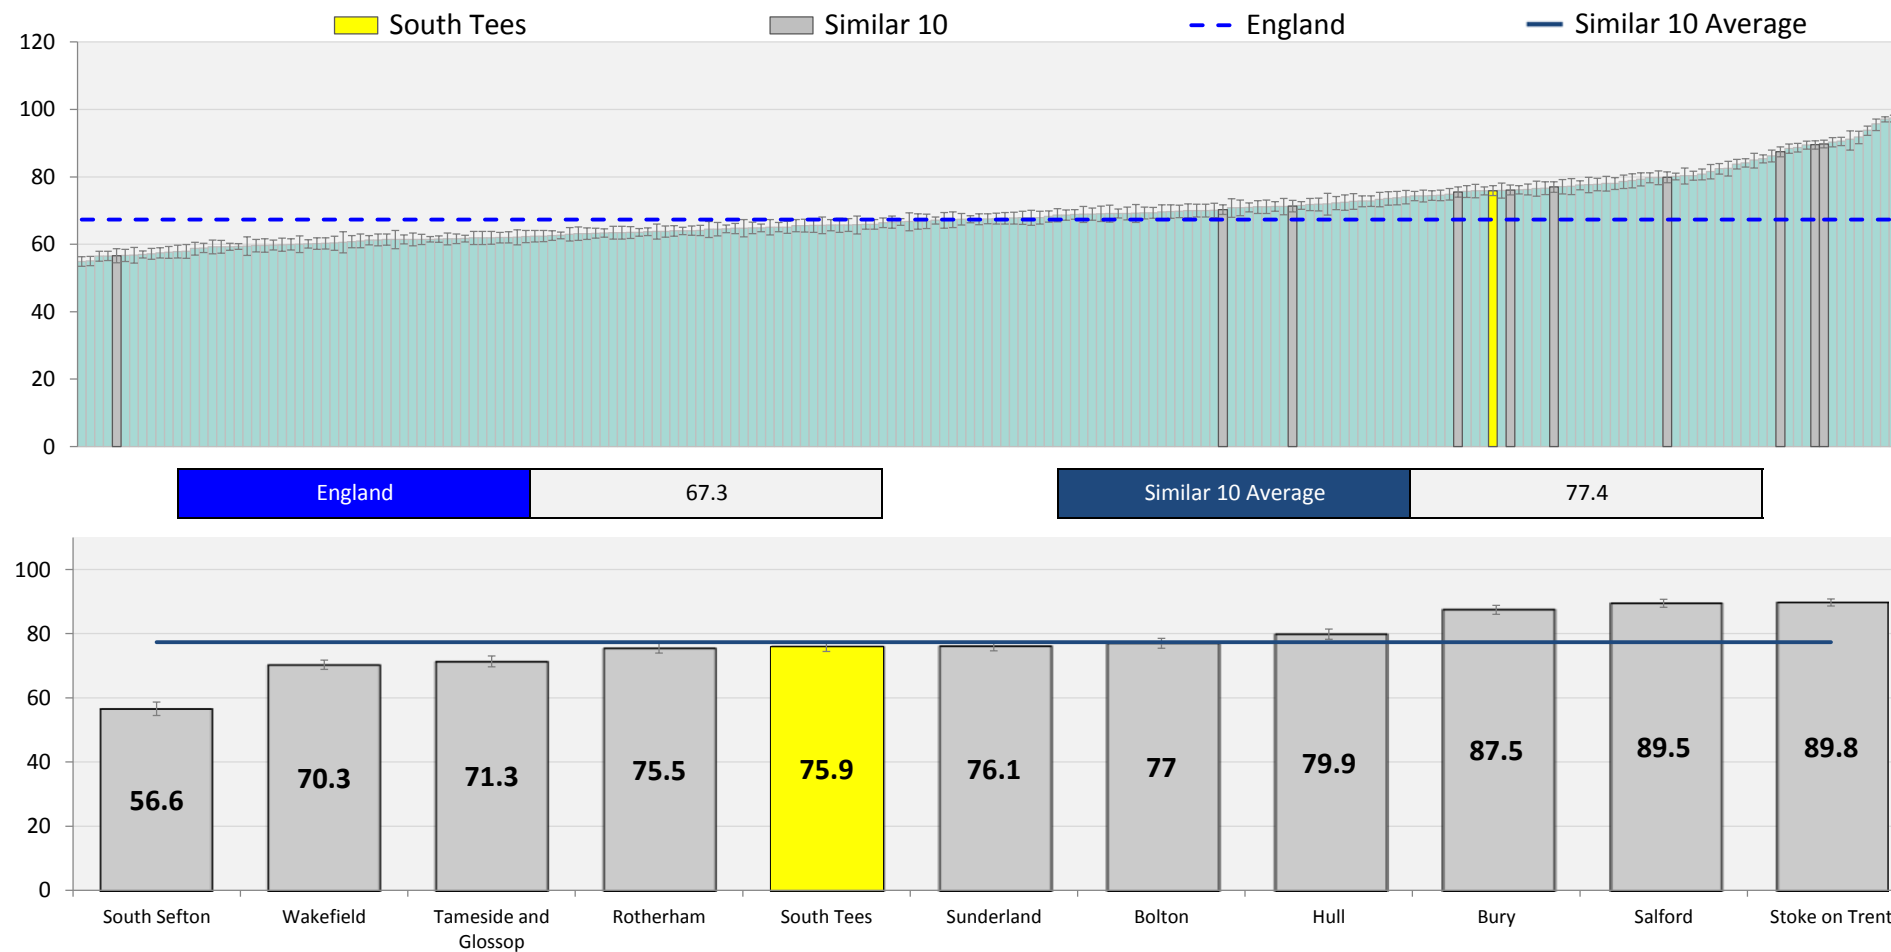 South Tees
Similar 10
England
Similar 10 Average
120
100
80
60
40
20
0
England
67.3
Similar 10 Average
77.4
100
80
60
40
20
0
56.6
70.3
71.3
75.5
75.9
76.1
77
79.9
87.5
89.5
89.8
South Sefton
Wakefield
Tameside and
Glossop
Rotherham
South Tees
Sunderland
Bolton
Hull
Bury
Salford
Stoke on Trent